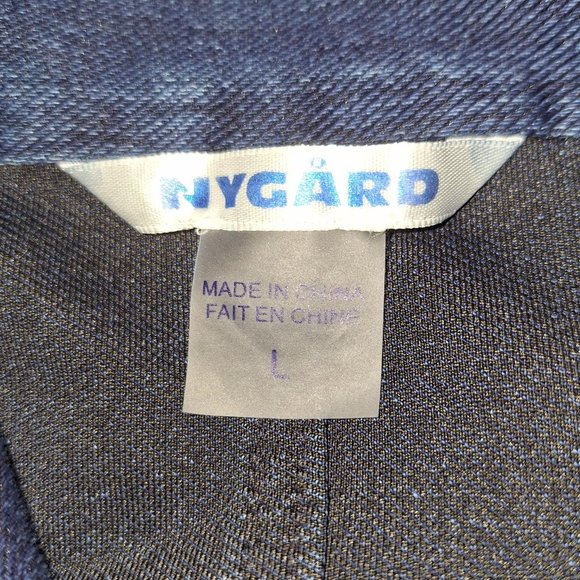 NYGÅRD
MADE IN CHINA
FAIT EN CHINE
L